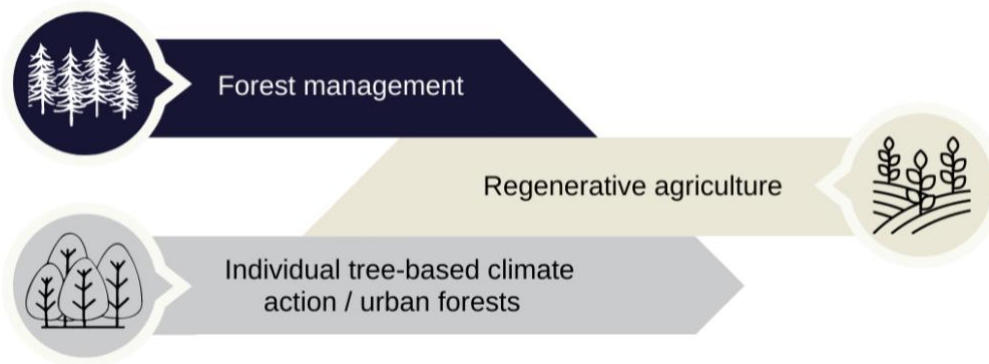 Forest management
Regenerative agriculture
Individual tree-based climate
action / urban forests